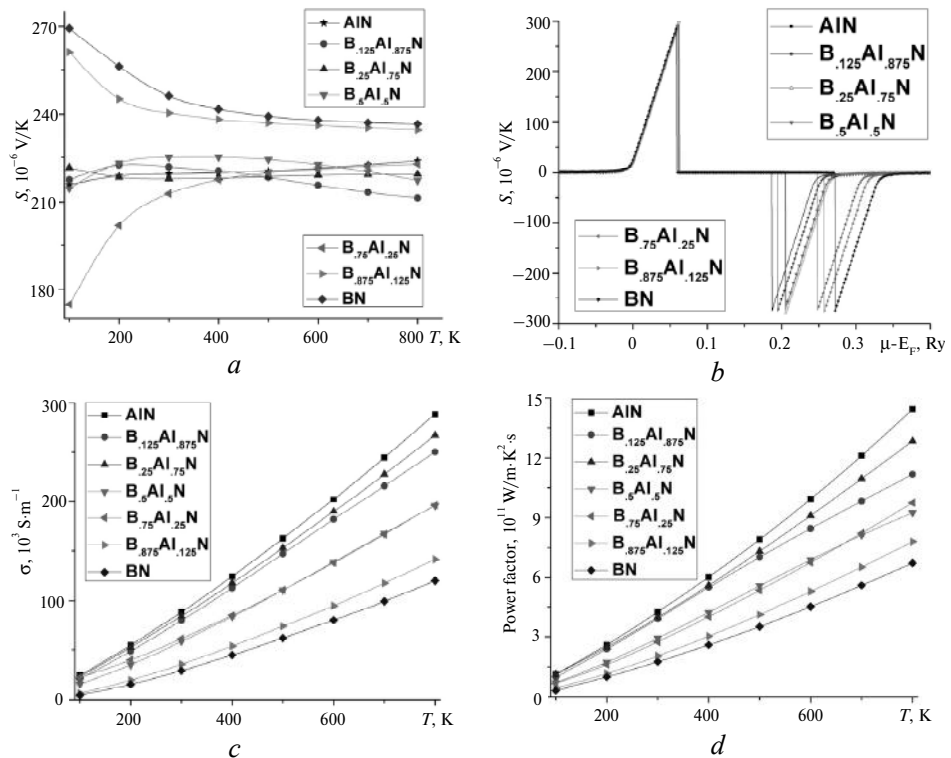 270
240
210
180
S, 10⁻⁶ V/K
AlN
B.125Al.875N
B.25Al.75N
B.5Al.5N
B.75Al.25N
B.875Al.125N
BN
200
400
600
800 T, K
a
300
200
100
0
−100
−200
−300
S, 10⁻⁶ V/K
AlN
B.125Al.875N
B.25Al.75N
B.5Al.5N
B.75Al.25N
B.875Al.125N
BN
−0.1
0
0.1
0.2
0.3
μ-E_F, Ry
b
300
200
100
0
σ, 10³ S·m⁻¹
AlN
B.125Al.875N
B.25Al.75N
B.5Al.5N
B.75Al.25N
B.875Al.125N
BN
200
400
600
T, K
c
15
12
9
6
3
0
Power factor, 10¹¹ W/m·K²·s
AlN
B.125Al.875N
B.25Al.75N
B.5Al.5N
B.75Al.25N
B.875Al.125N
BN
200
400
600
T, K
d